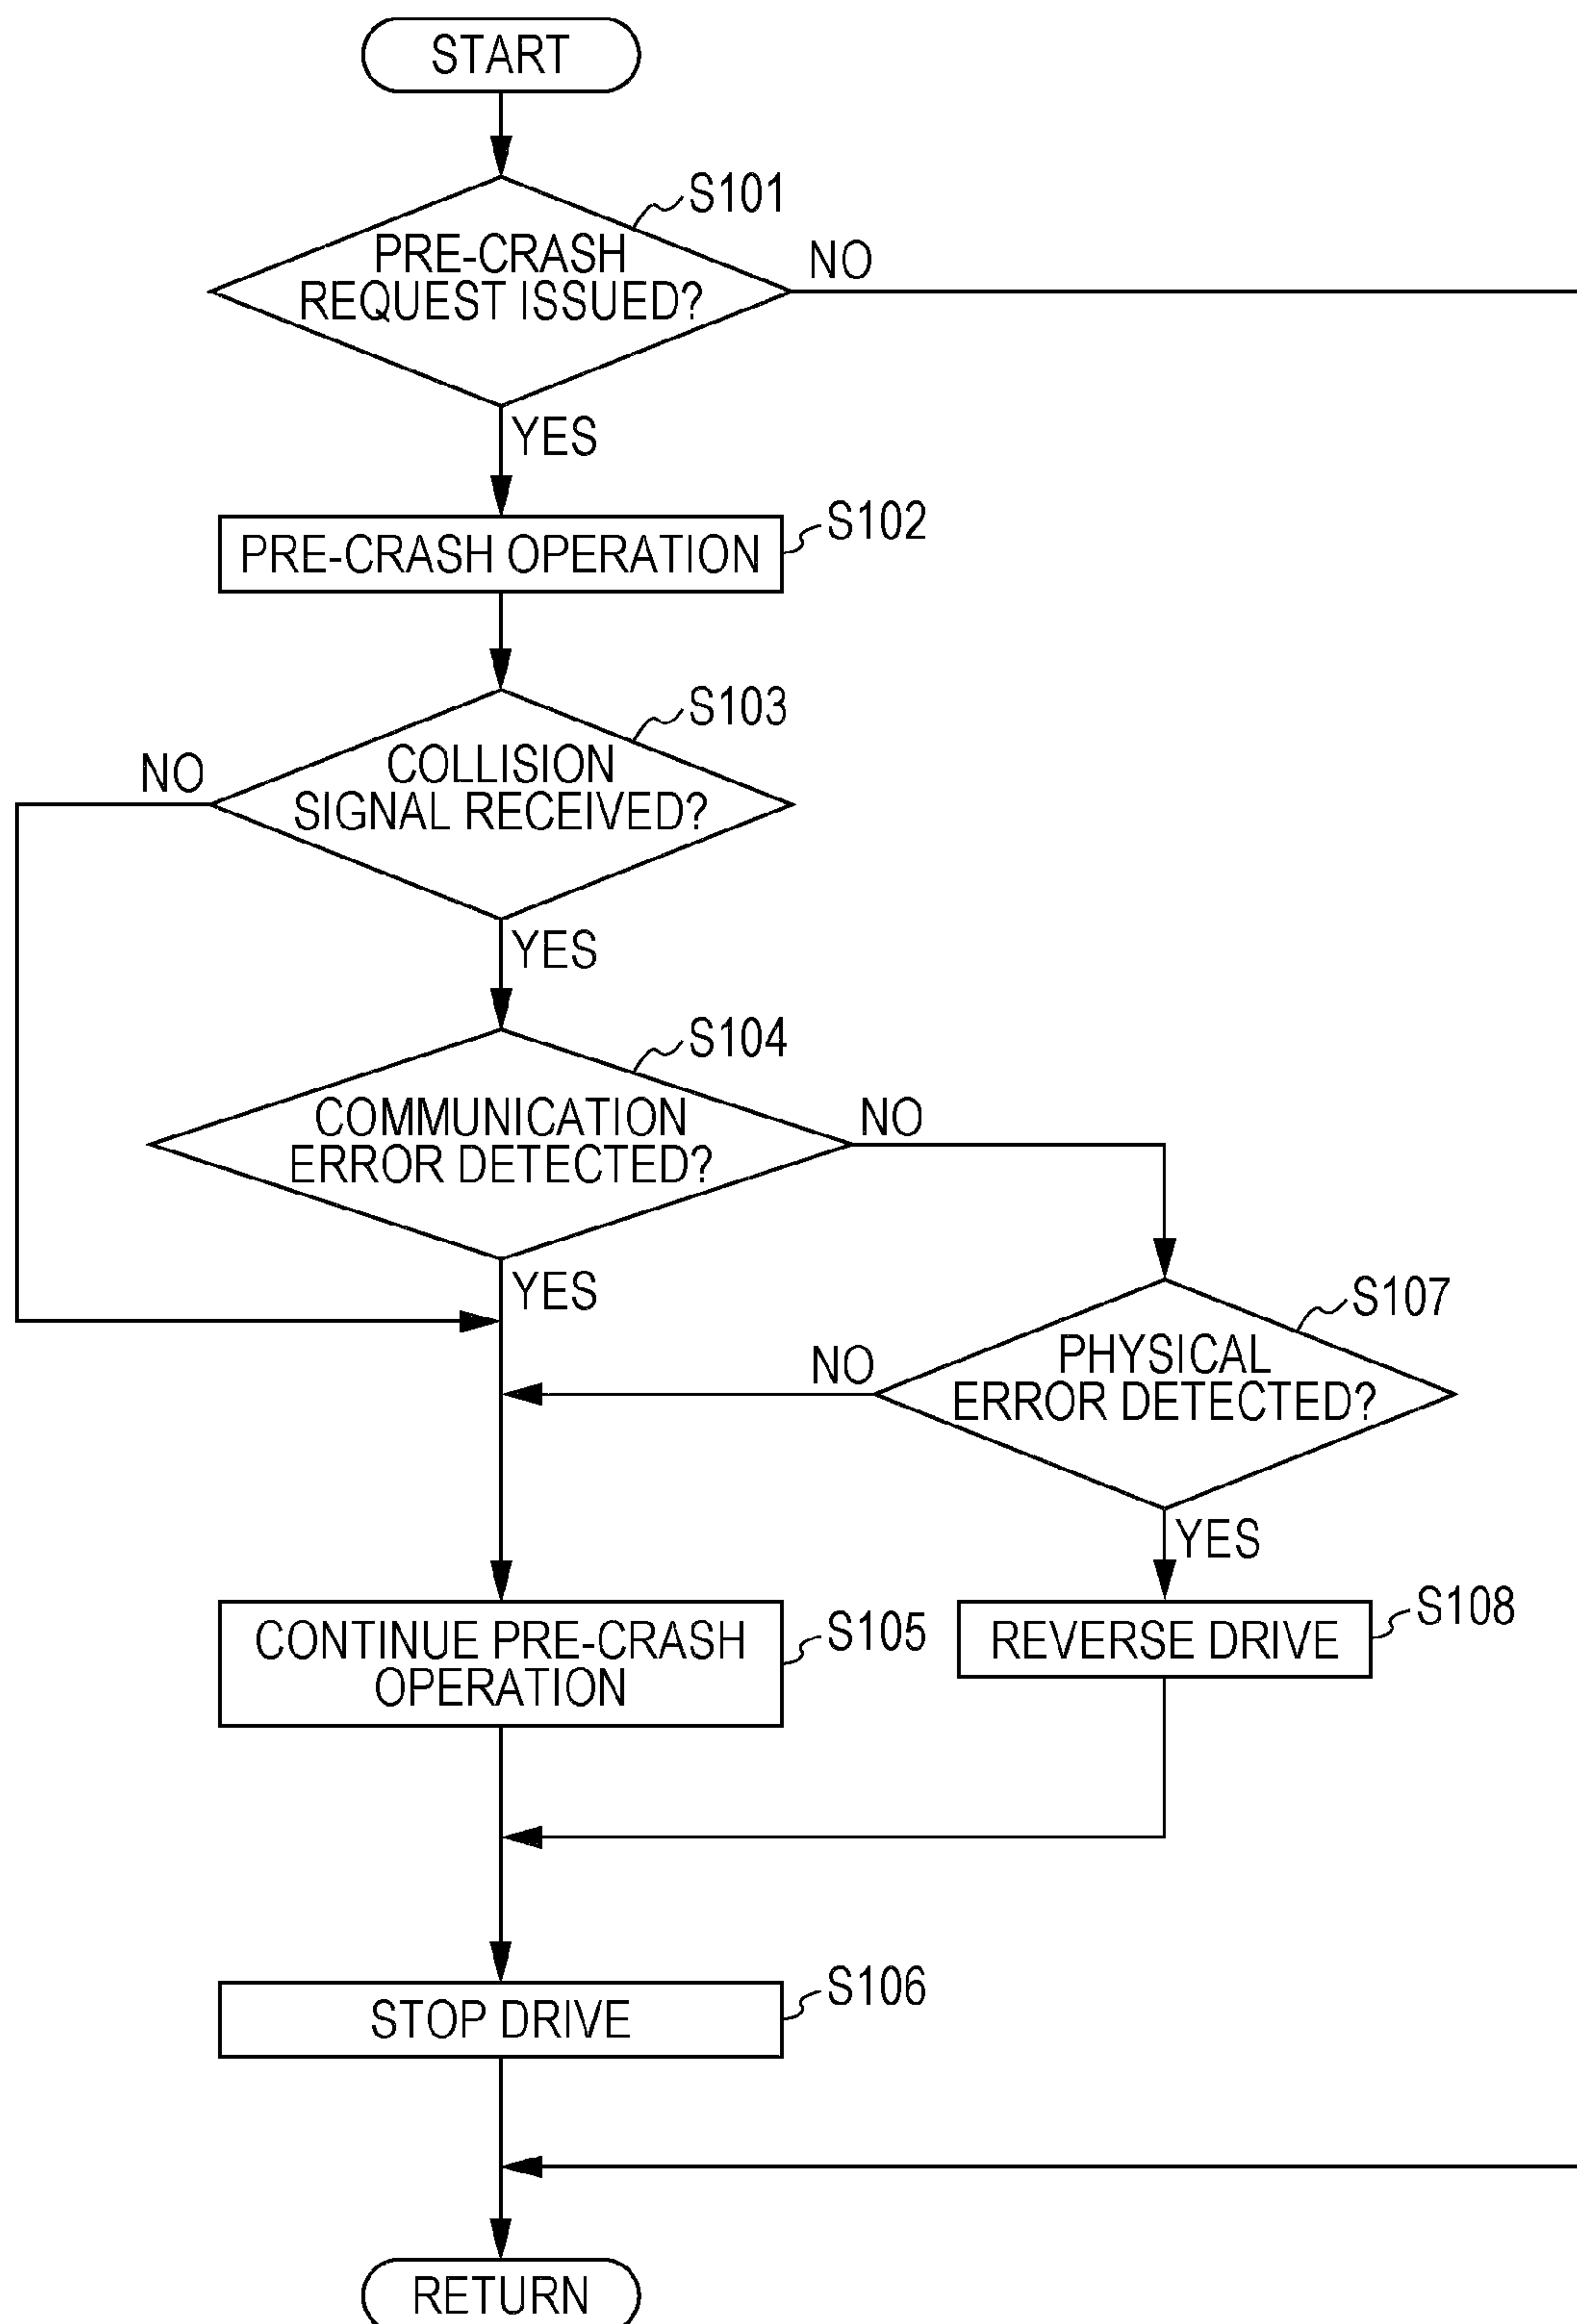 START
S101
PRE-CRASH
REQUEST ISSUED?
NO
YES
S102
PRE-CRASH OPERATION
S103
COLLISION
SIGNAL RECEIVED?
NO
YES
S104
COMMUNICATION
ERROR DETECTED?
NO
YES
S107
PHYSICAL
ERROR DETECTED?
NO
YES
S105
CONTINUE PRE-CRASH
OPERATION
S108
REVERSE DRIVE
S106
STOP DRIVE
RETURN